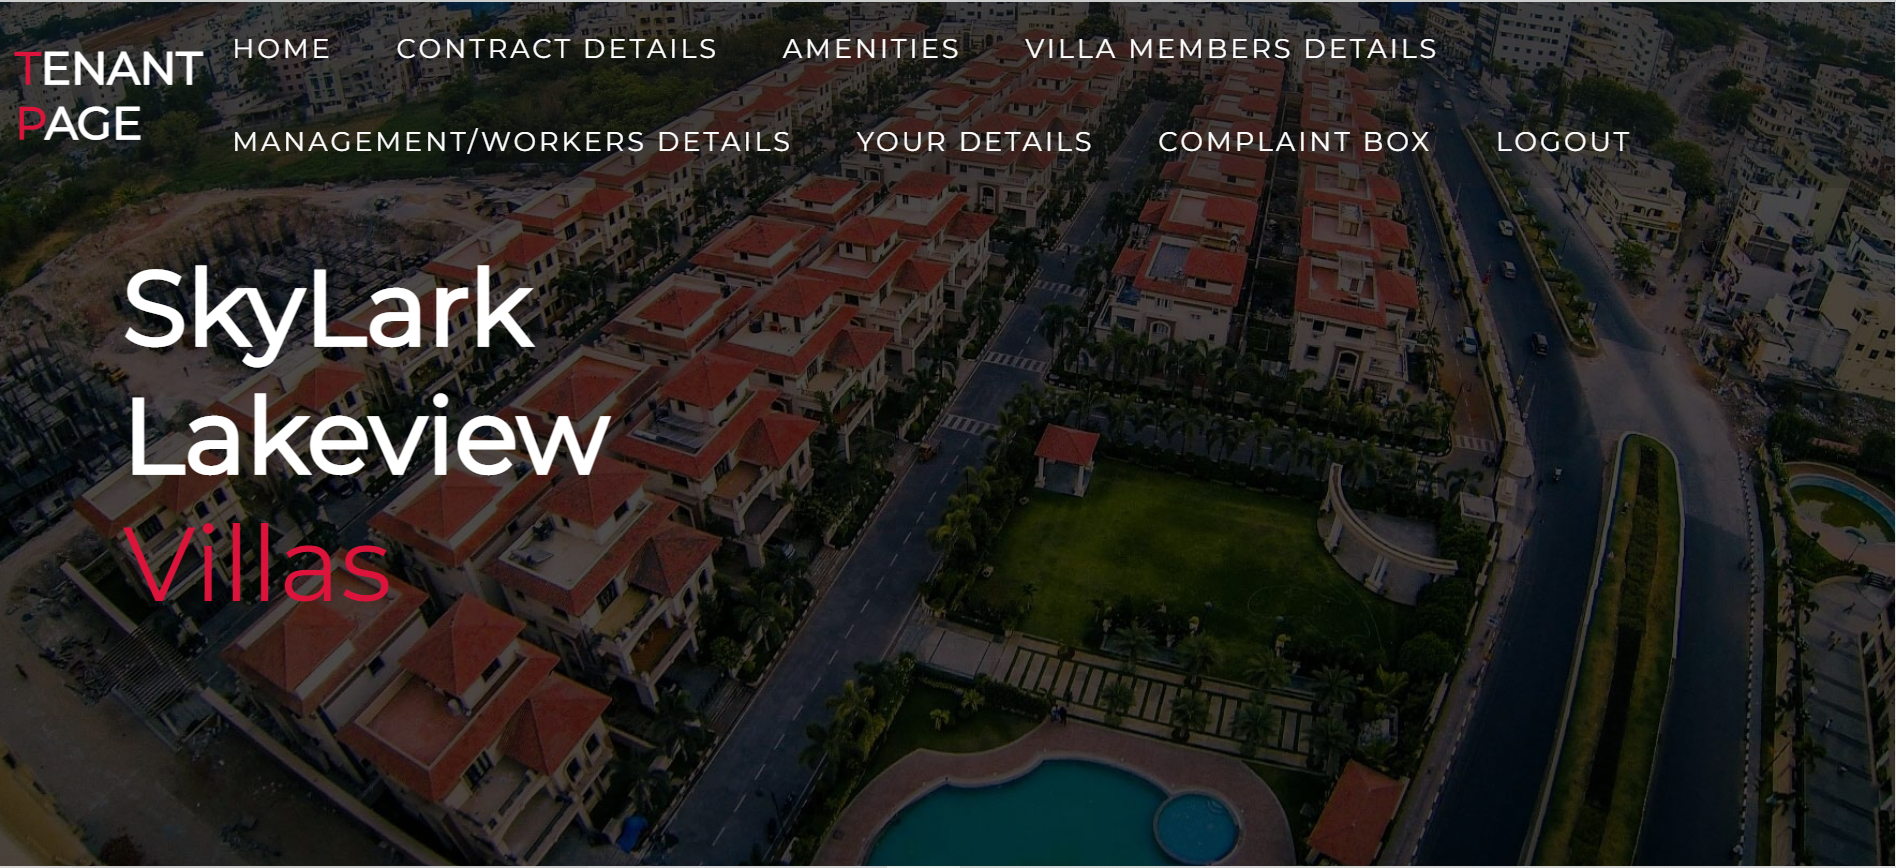 TENANT
PAGE
HOME CONTRACT DETAILS AMENITIES VILLA MEMBERS DETAILS
MANAGEMENT/WORKERS DETAILS YOUR DETAILS COMPLAINT BOX LOGOUT
SkyLark
Lakeview
Villas